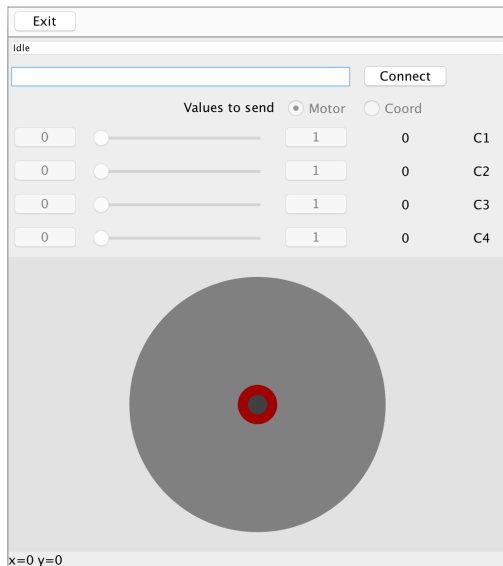 Exit
Idle
Connect
Values to send Motor Coord
0 1 0 C1
0 1 0 C2
0 1 0 C3
0 1 0 C4
x=0 y=0